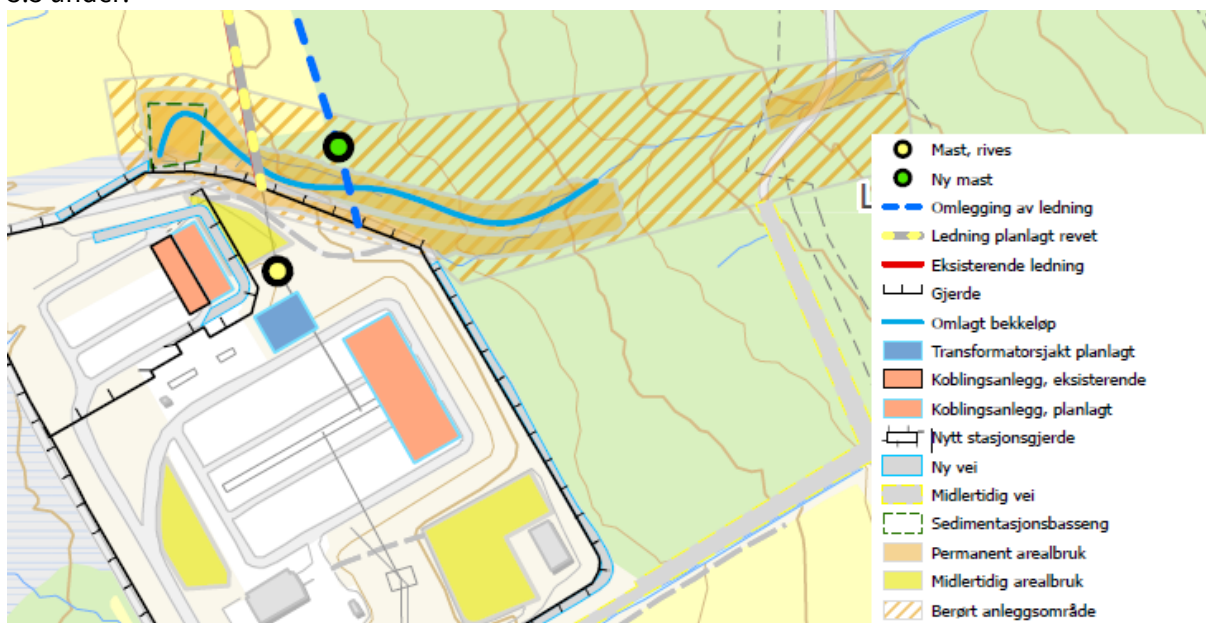 L
Mast, rives
Ny mast
Omlegging av ledning
Ledning planlagt revet
Eksisterende ledning
Gjerde
Omlagt bekkeløp
Transformatorsjakt planlagt
Koblingsanlegg, eksisterende
Koblingsanlegg, planlagt
Nytt stasjonsgjerde
Ny vei
Midlertidig vei
Sedimentasjonsbasseng
Permanent arealbruk
Midlertidig arealbruk
Berørt anleggsområde